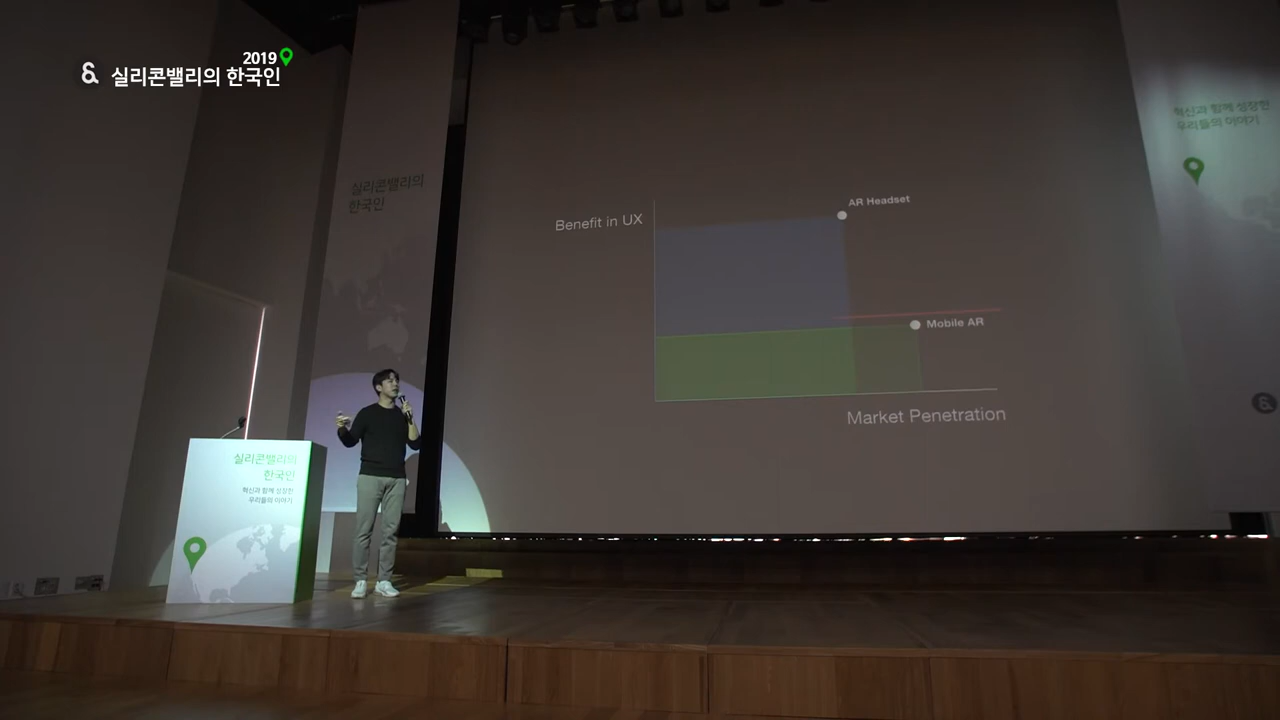 2019
& 실리콘밸리의 한국인
실리콘밸리의
한국인
혁신과 함께 성장한
우리들의 이야기
Benefit in UX
AR Headset
Mobile AR
Market Penetration
실리콘밸리의
한국인
혁신과 함께 성장한
우리들의 이야기
&